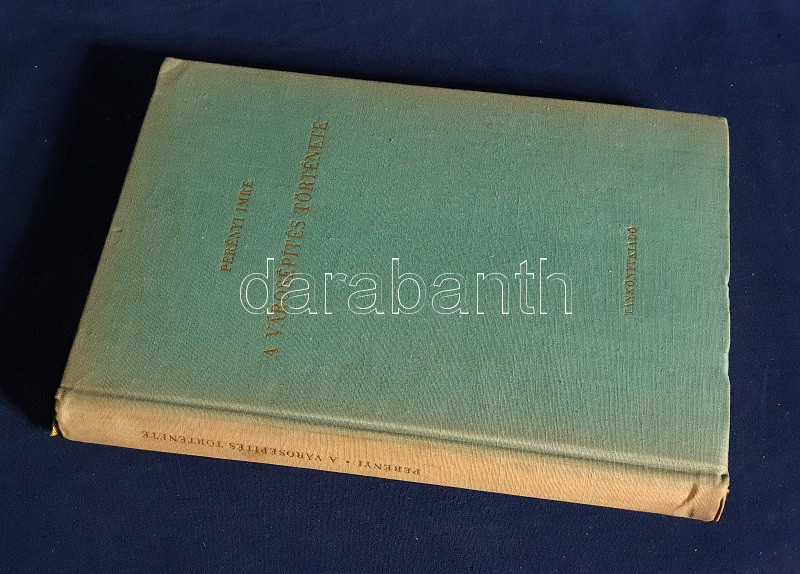 PERÉNYI IMRE
A VÁROSÉPÍTÉS TÖRTÉNETE
TANKÖNYVKIADÓ
PERÉNYI • A VÁROSÉPÍTÉS TÖRTÉNETE
darabanth